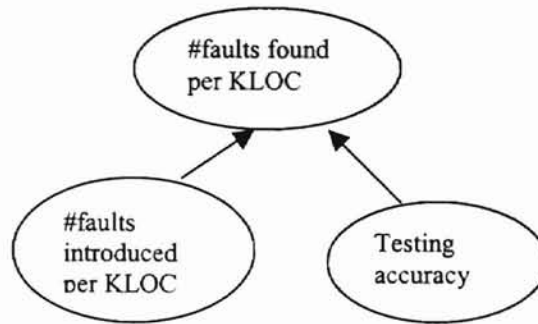 #faults found
per KLOC
#faults
introduced
per KLOC
Testing
accuracy